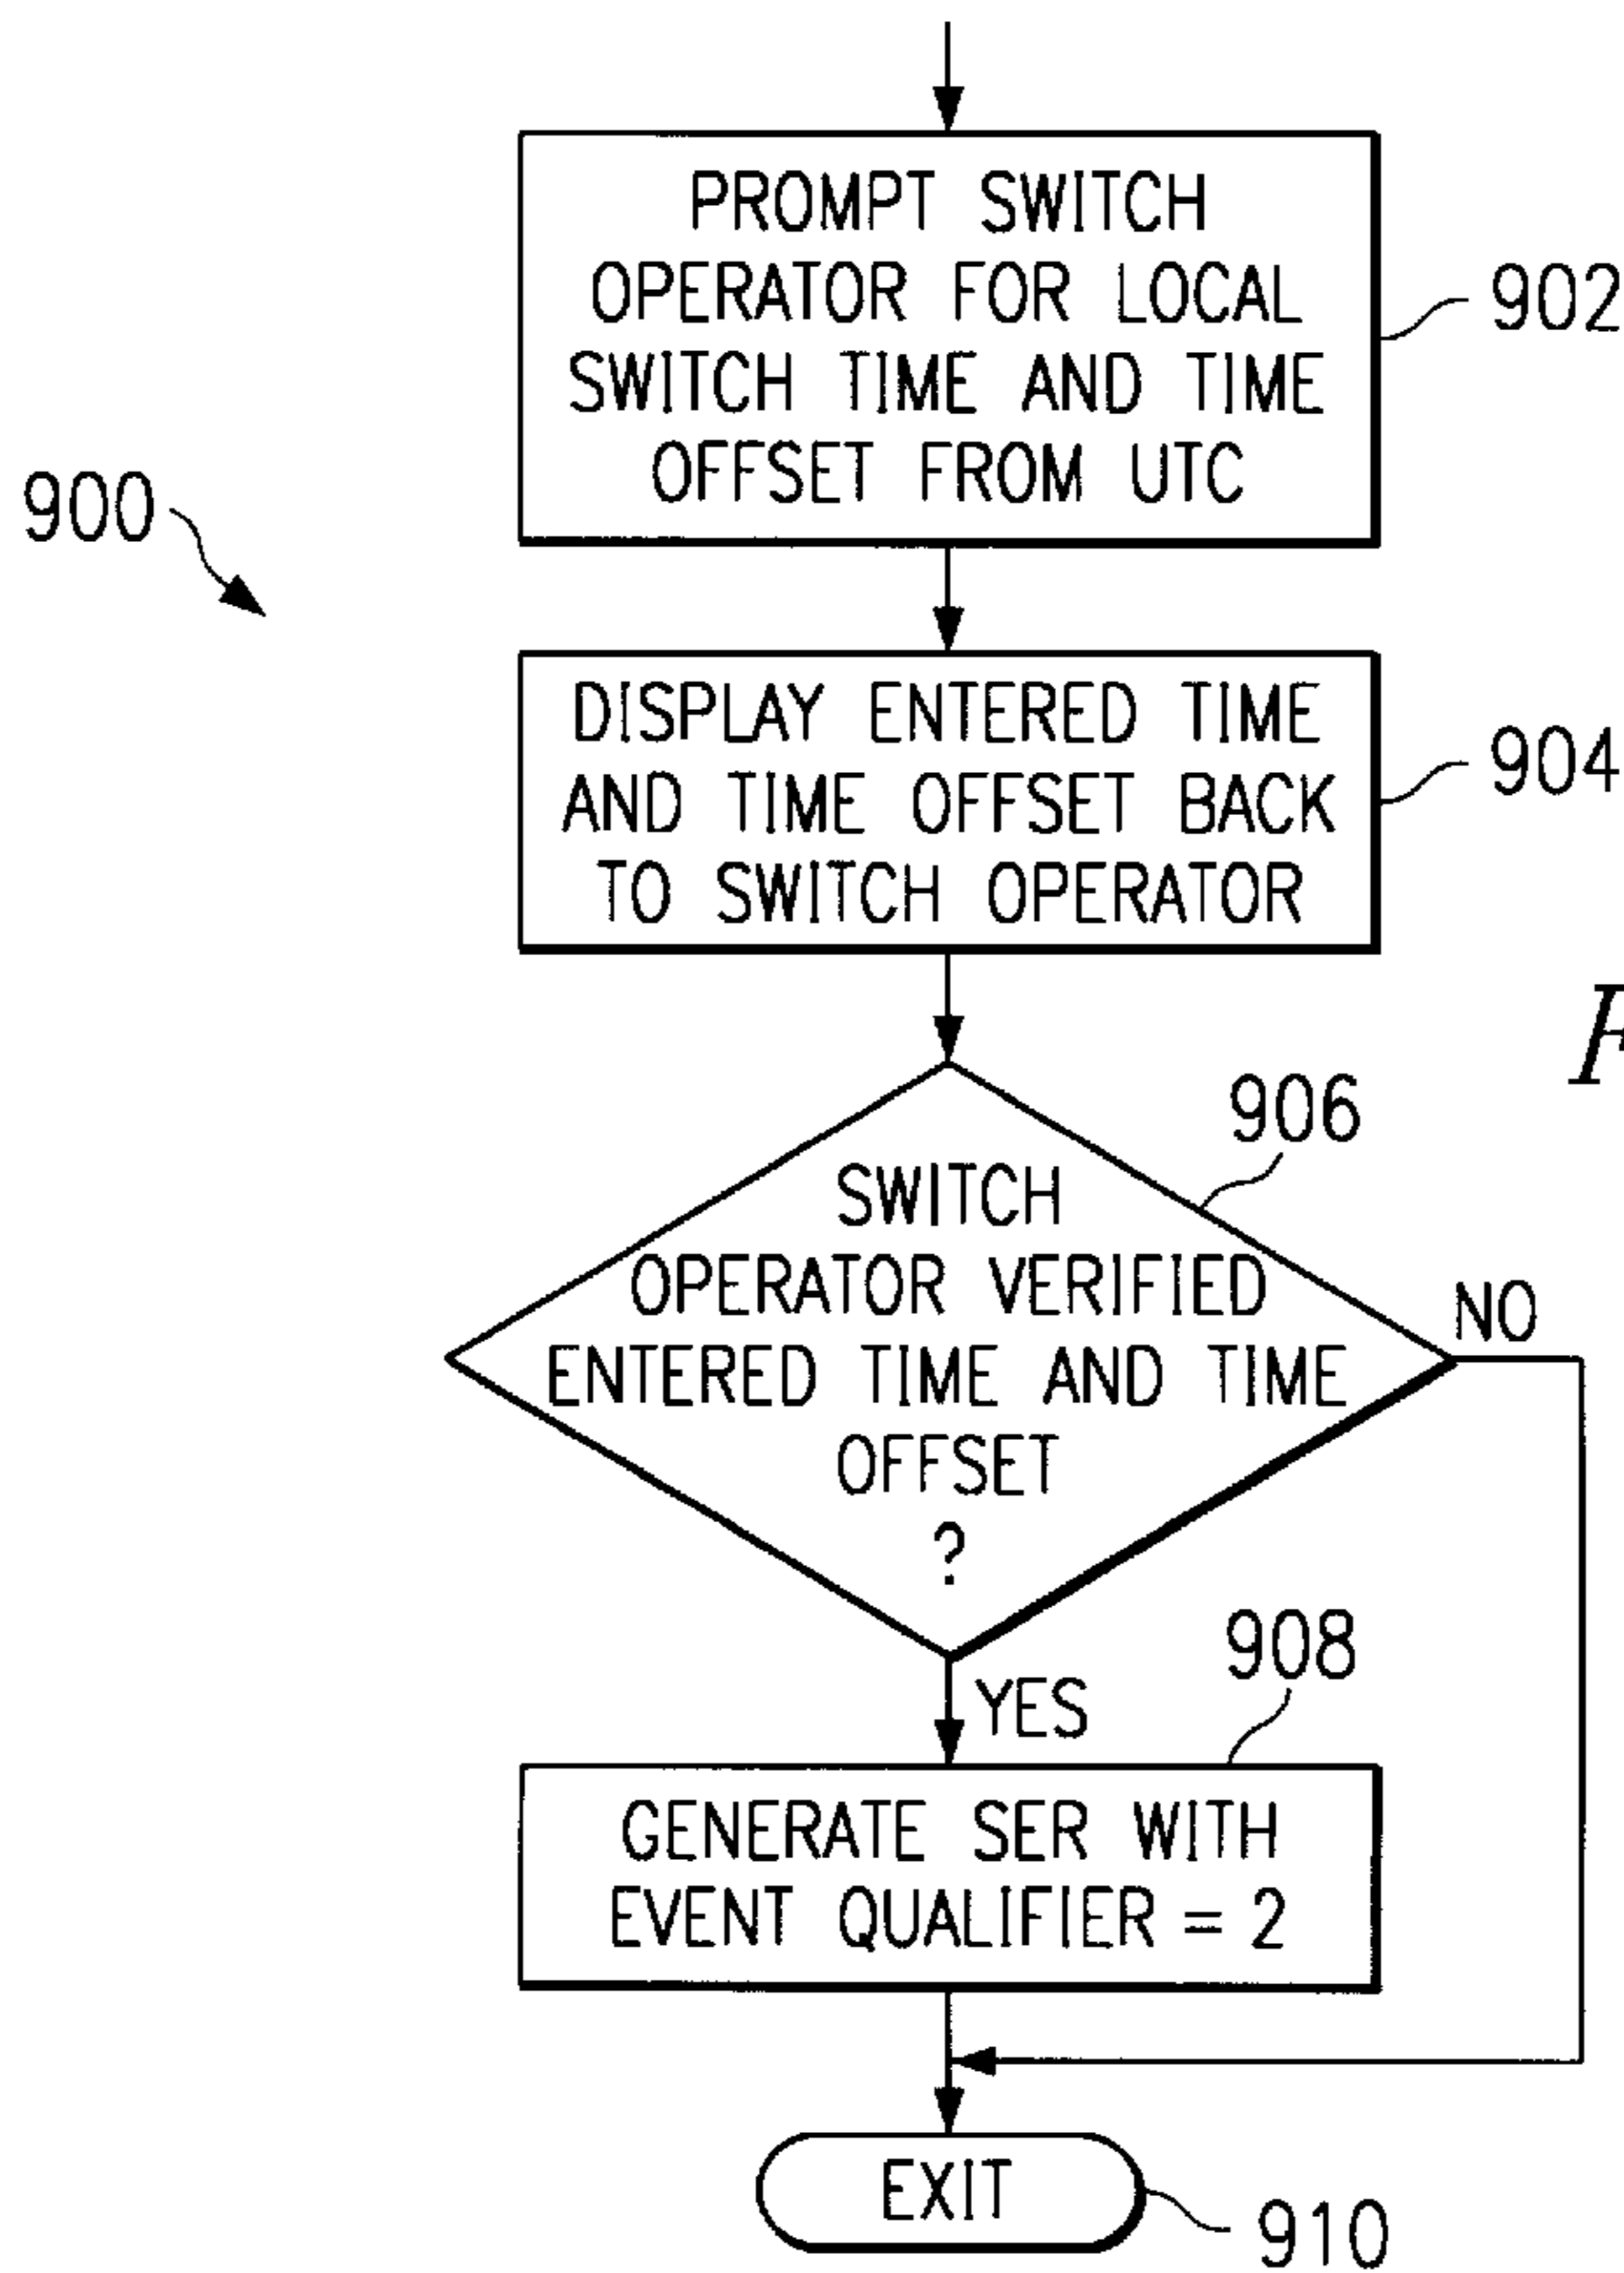 PROMPT SWITCH
OPERATOR FOR LOCAL
SWITCH TIME AND TIME
OFFSET FROM UTC
902
900
DISPLAY ENTERED TIME
AND TIME OFFSET BACK
TO SWITCH OPERATOR
904
906
SWITCH
OPERATOR VERIFIED
ENTERED TIME AND TIME
OFFSET
?
NO
YES
908
GENERATE SER WITH
EVENT QUALIFIER = 2
EXIT
910